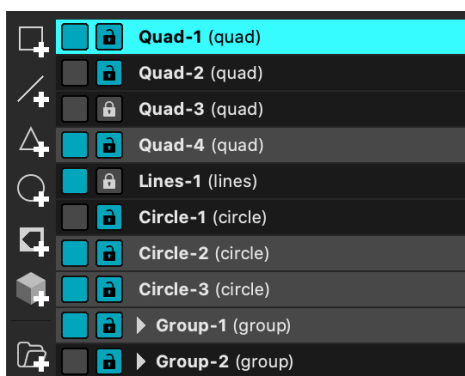 Quad-1 (quad)
Quad-2 (quad)
Quad-3 (quad)
Quad-4 (quad)
Lines-1 (lines)
Circle-1 (circle)
Circle-2 (circle)
Circle-3 (circle)
Group-1 (group)
Group-2 (group)